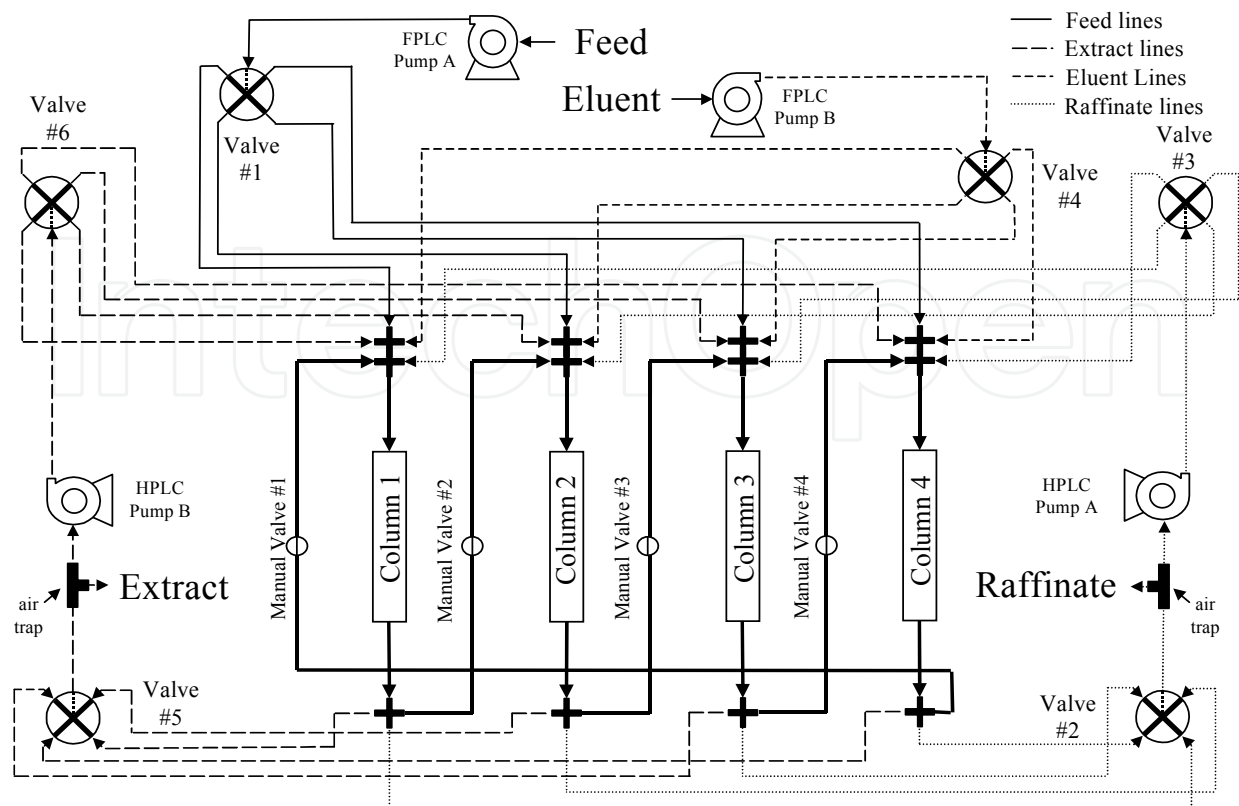 FPLC
Pump A
Feed
Feed lines
Extract lines
Eluent Lines
Raffinate lines
Eluent
FPLC
Pump B
Valve
#6
Valve
#1
Valve
#3
Valve
#4
IntechOpen
Manual Valve #1
Column 1
Manual Valve #2
Column 2
Manual Valve #3
Column 3
Manual Valve #4
Column 4
HPLC
Pump B
HPLC
Pump A
Extract
air
trap
Raffinate
air
trap
Valve
#5
Valve
#2